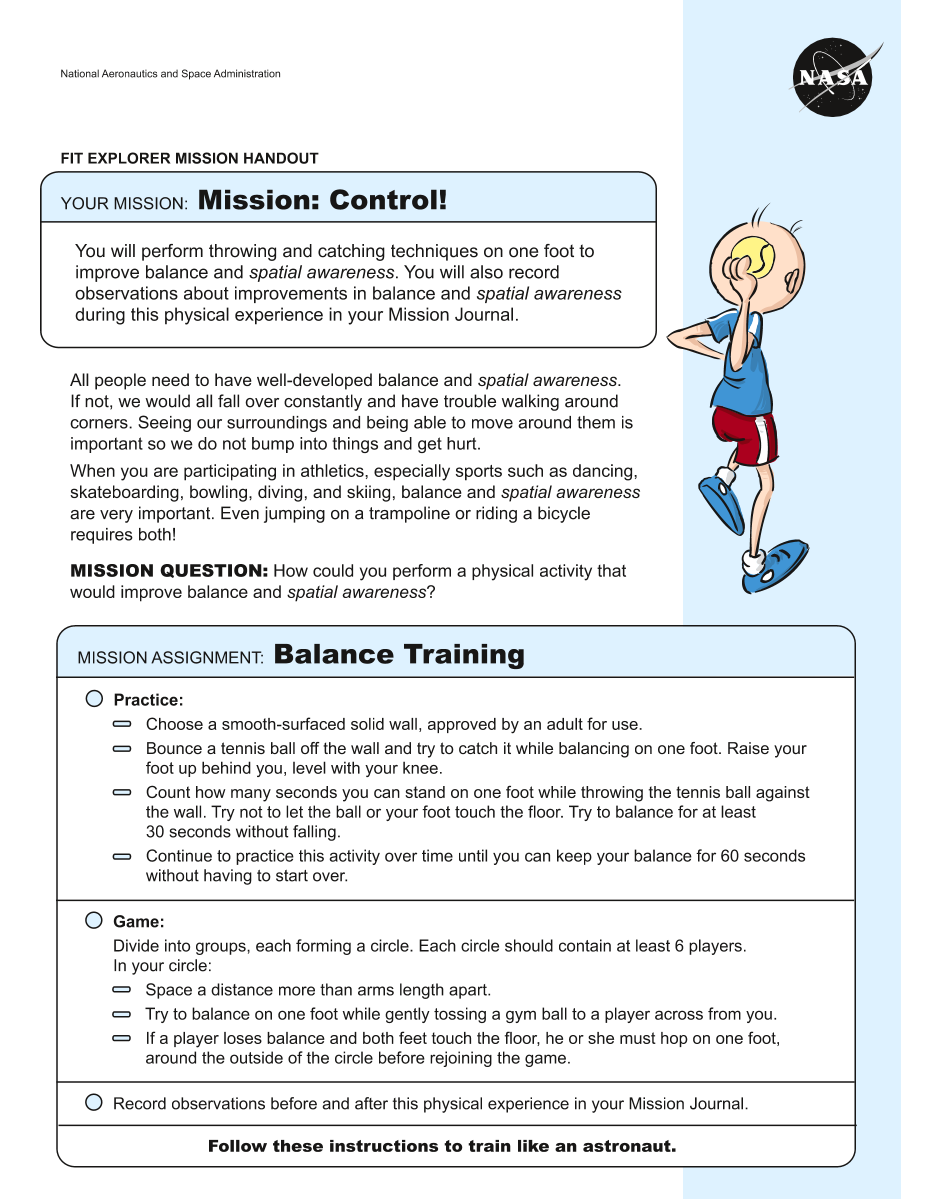 National Aeronautics and Space Administration
NASA
FIT EXPLORER MISSION HANDOUT
YOUR MISSION: Mission: Control!
You will perform throwing and catching techniques on one foot to
improve balance and spatial awareness. You will also record
observations about improvements in balance and spatial awareness
during this physical experience in your Mission Journal.
All people need to have well-developed balance and spatial awareness.
If not, we would all fall over constantly and have trouble walking around
corners. Seeing our surroundings and being able to move around them is
important so we do not bump into things and get hurt.
When you are participating in athletics, especially sports such as dancing,
skateboarding, bowling, diving, and skiing, balance and spatial awareness
are very important. Even jumping on a trampoline or riding a bicycle
requires both!
MISSION QUESTION: How could you perform a physical activity that
would improve balance and spatial awareness?
MISSION ASSIGNMENT: Balance Training
Practice:
Choose a smooth-surfaced solid wall, approved by an adult for use.
Bounce a tennis ball off the wall and try to catch it while balancing on one foot. Raise your
foot up behind you, level with your knee.
Count how many seconds you can stand on one foot while throwing the tennis ball against
the wall. Try not to let the ball or your foot touch the floor. Try to balance for at least
30 seconds without falling.
Continue to practice this activity over time until you can keep your balance for 60 seconds
without having to start over.
Game:
Divide into groups, each forming a circle. Each circle should contain at least 6 players.
In your circle:
Space a distance more than arms length apart.
Try to balance on one foot while gently tossing a gym ball to a player across from you.
If a player loses balance and both feet touch the floor, he or she must hop on one foot,
around the outside of the circle before rejoining the game.
Record observations before and after this physical experience in your Mission Journal.
Follow these instructions to train like an astronaut.